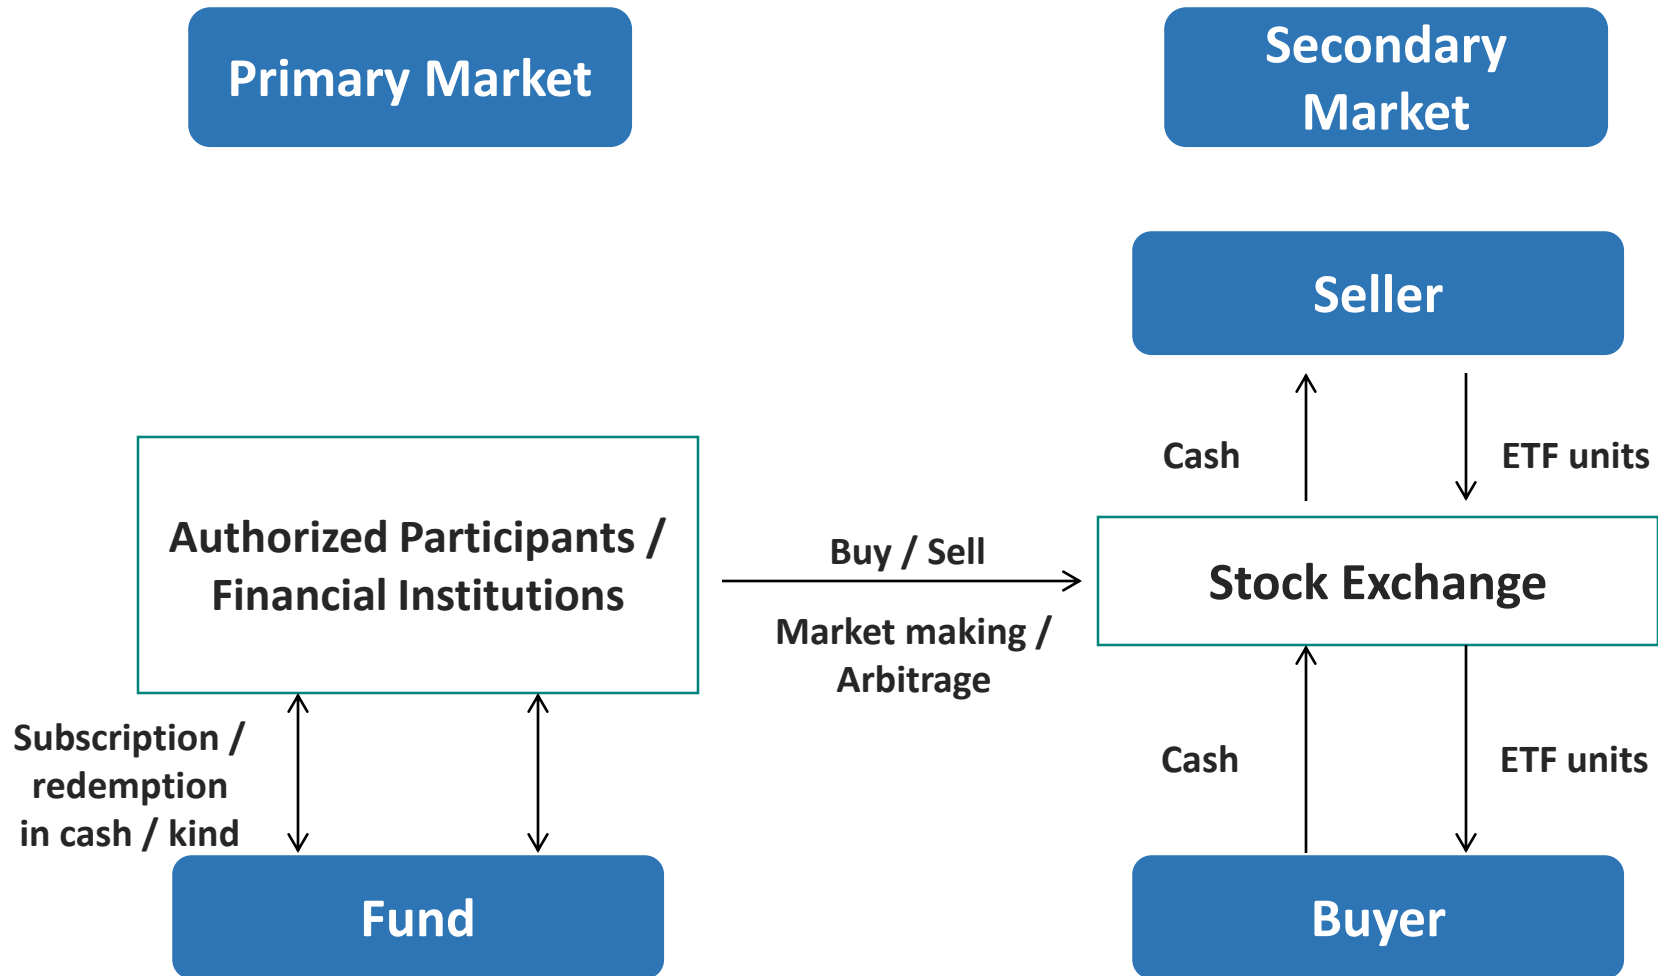 Primary Market
Secondary
Market
Seller
Cash
ETF units
Authorized Participants /
Financial Institutions
Buy / Sell
Market making /
Arbitrage
Stock Exchange
Subscription /
redemption
in cash / kind
Cash
ETF units
Fund
Buyer